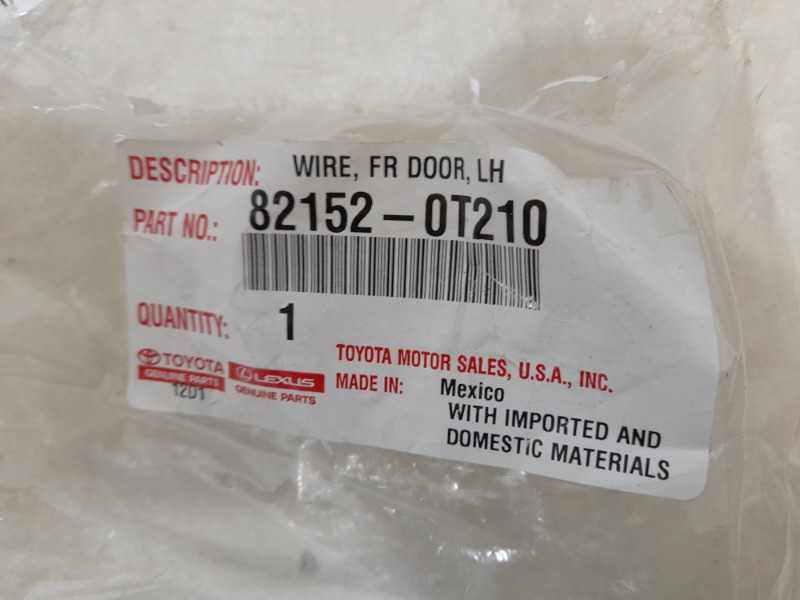 DESCRIPTION: WIRE, FR DOOR, LH
PART NO.: 82152-0T210
QUANTITY: 1
TOYOTA
GENUINE PARTS
12D1
LEXUS
GENUINE PARTS
TOYOTA MOTOR SALES, U.S.A., INC.
MADE IN: Mexico
WITH IMPORTED AND
DOMESTIC MATERIALS